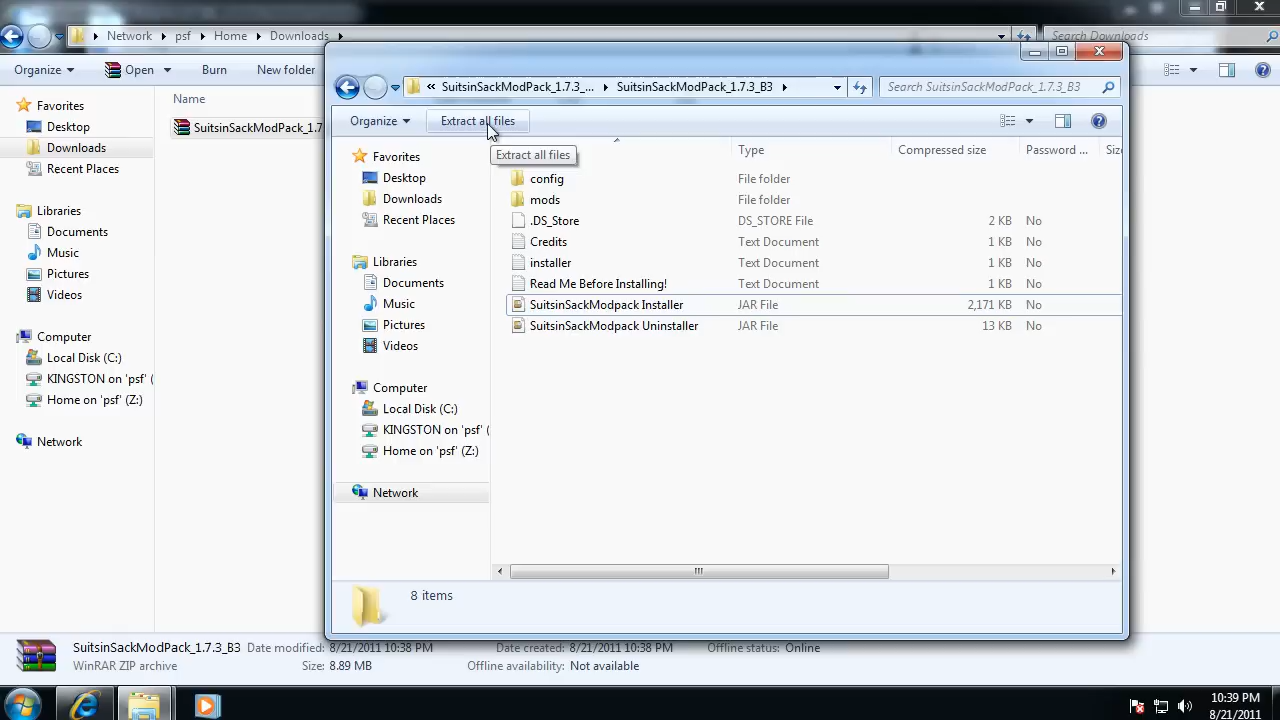 Network psf Home Downloads Search Downloads
Organize Open Burn New folder
Favorites
Desktop
Downloads
Recent Places
Libraries
Documents
Music
Pictures
Videos
Computer
Local Disk (C:)
KINGSTON on 'psf' (
Home on 'psf' (Z:)
Network
Name
SuitsinSackModPack_1.7
« SuitsinSackModPack_1.7.3_... SuitsinSackModPack_1.7.3_B3 Search SuitsinSackModPack_1.7.3_B3
Organize Extract all files
Extract all files
Favorites
Desktop
Downloads
Recent Places
Libraries
Documents
Music
Pictures
Videos
Computer
Local Disk (C:)
KINGSTON on 'psf' (
Home on 'psf' (Z:)
Network
Type Compressed size Password ... Siz
config File folder
mods File folder
.DS_Store DS_STORE File 2 KB No
Credits Text Document 1 KB No
installer Text Document 1 KB No
Read Me Before Installing! Text Document 1 KB No
SuitsinSackModpack Installer JAR File 2,171 KB No
SuitsinSackModpack Uninstaller JAR File 13 KB No
8 items
SuitsinSackModPack_1.7.3_B3 Date modified: 8/21/2011 10:38 PM Date created: 8/21/2011 10:38 PM Offline status: Online
WinRAR ZIP archive Size: 8.89 MB Offline availability: Not available
10:39 PM
8/21/2011